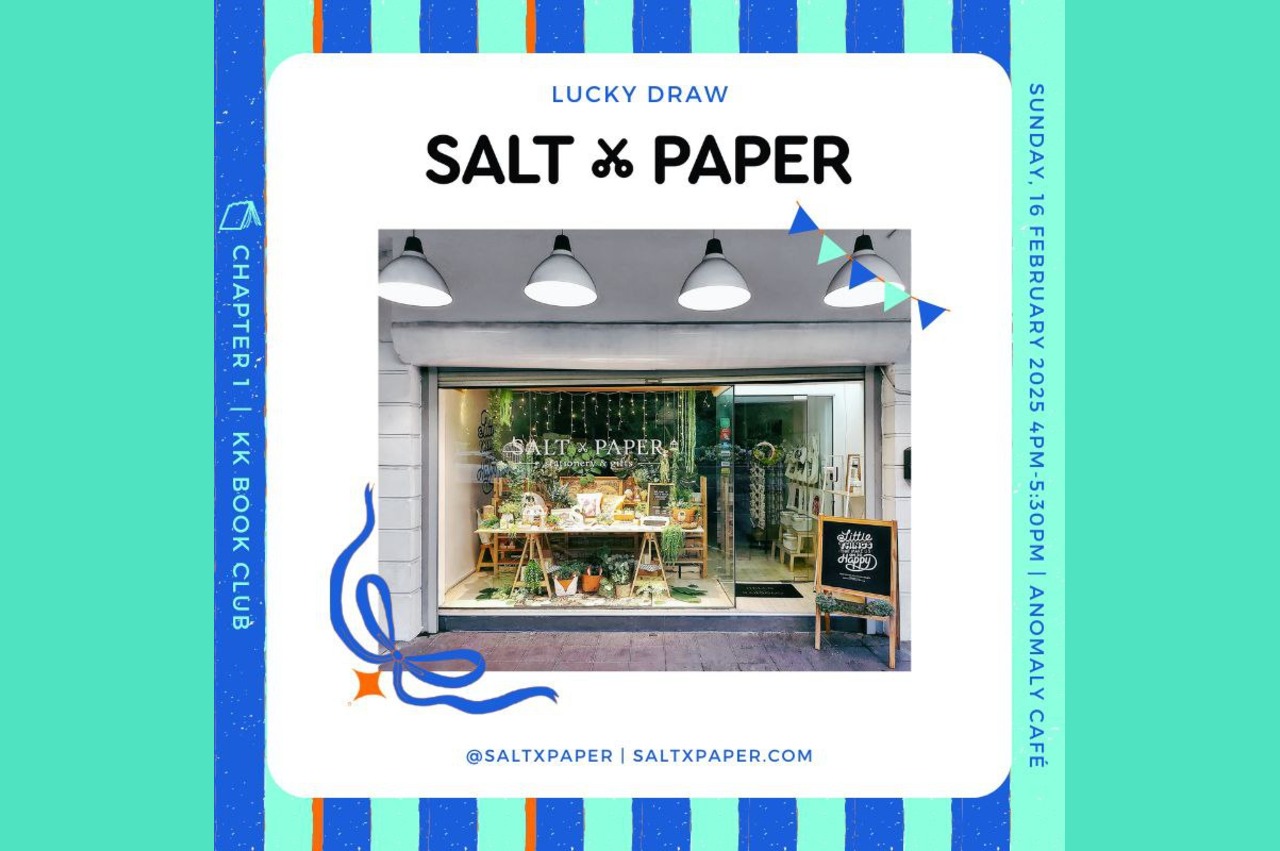 LUCKY DRAW
SALT PAPER
SALT x PAPER
stationery & gifts
Little
THINGS
Happy
@SALTXPAPER | SALTXPAPER.COM
CHAPTER 1 | KK BOOK CLUB
SUNDAY, 16 FEBRUARY 2025 4PM-5:30PM | ANOMALY CAFÉ